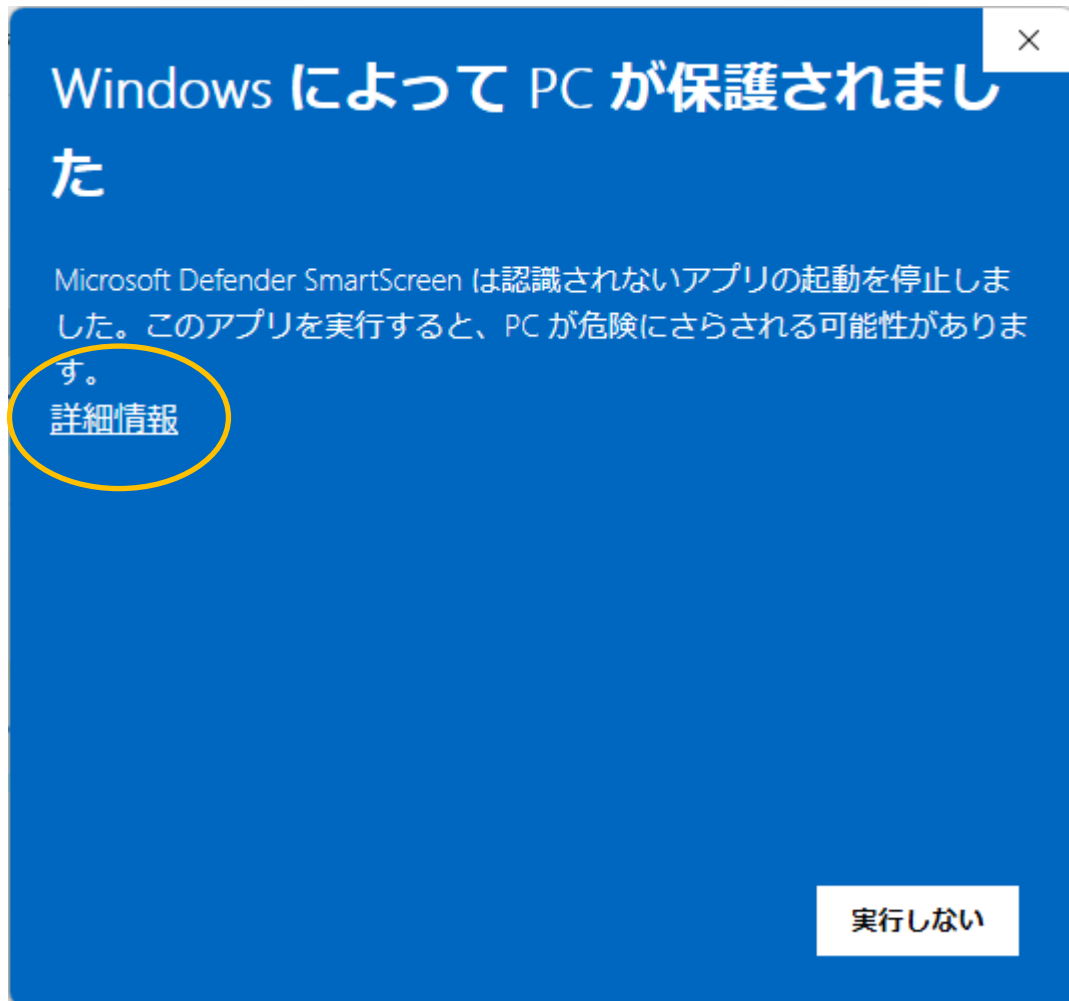 Windows によって PC が保護されまし
た
Microsoft Defender SmartScreen は認識されないアプリの起動を停止しま
した。このアプリを実行すると、PC が危険にさらされる可能性がありま
す。
詳細情報
実行しない